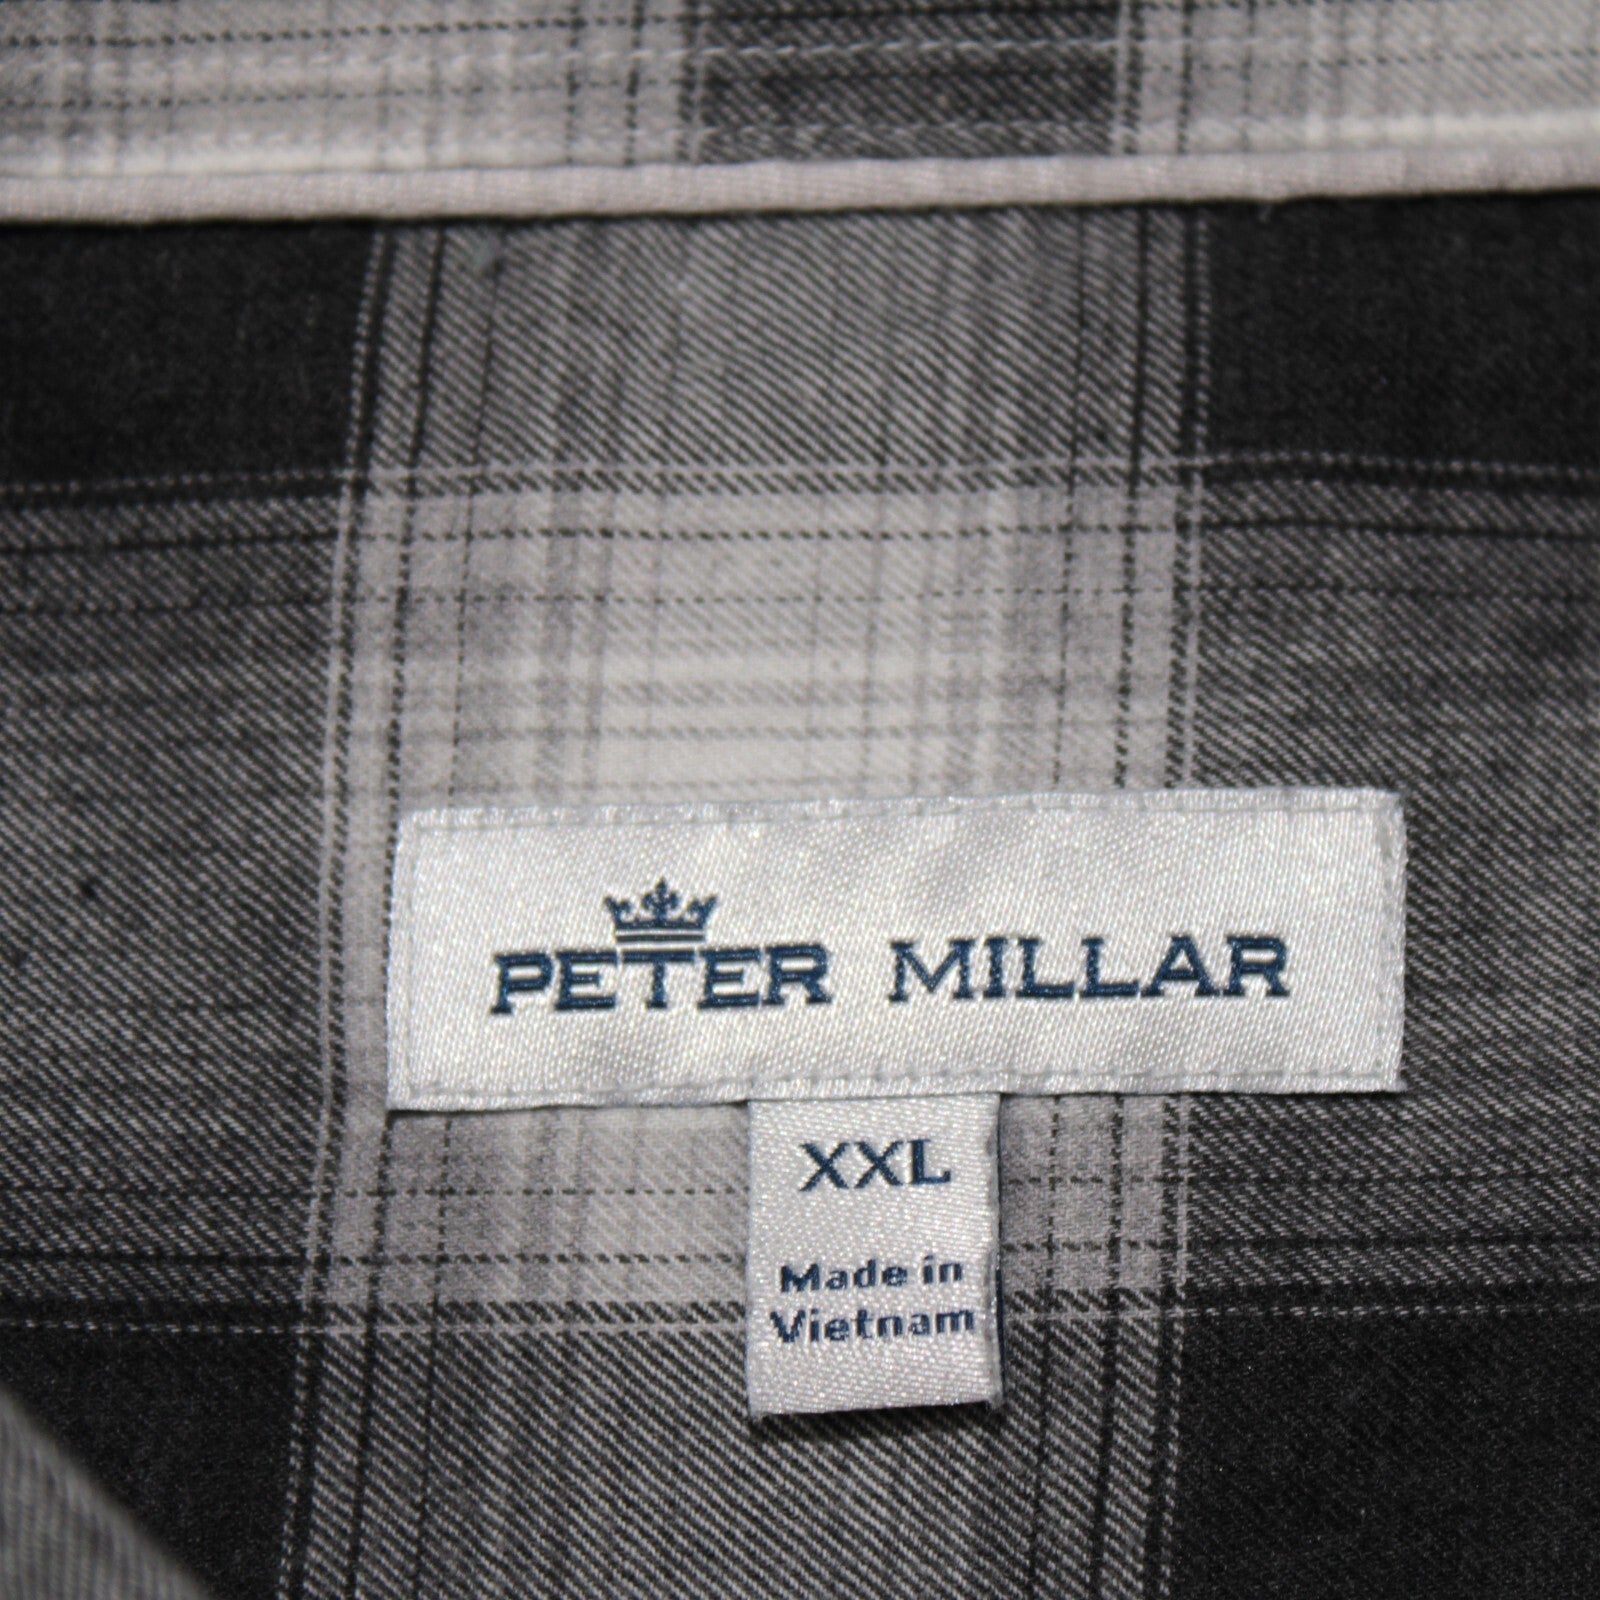 PETER MILLAR
XXL
Made in
Vietnam